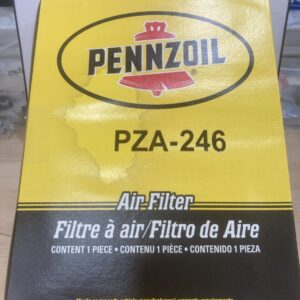 PENNZOIL
PZA-246
Air Filter
Filtre à air/Filtro de Aire
CONTENT 1 PIECE • CONTENU 1 PIÈCE • CONTENIDO 1 PIEZA